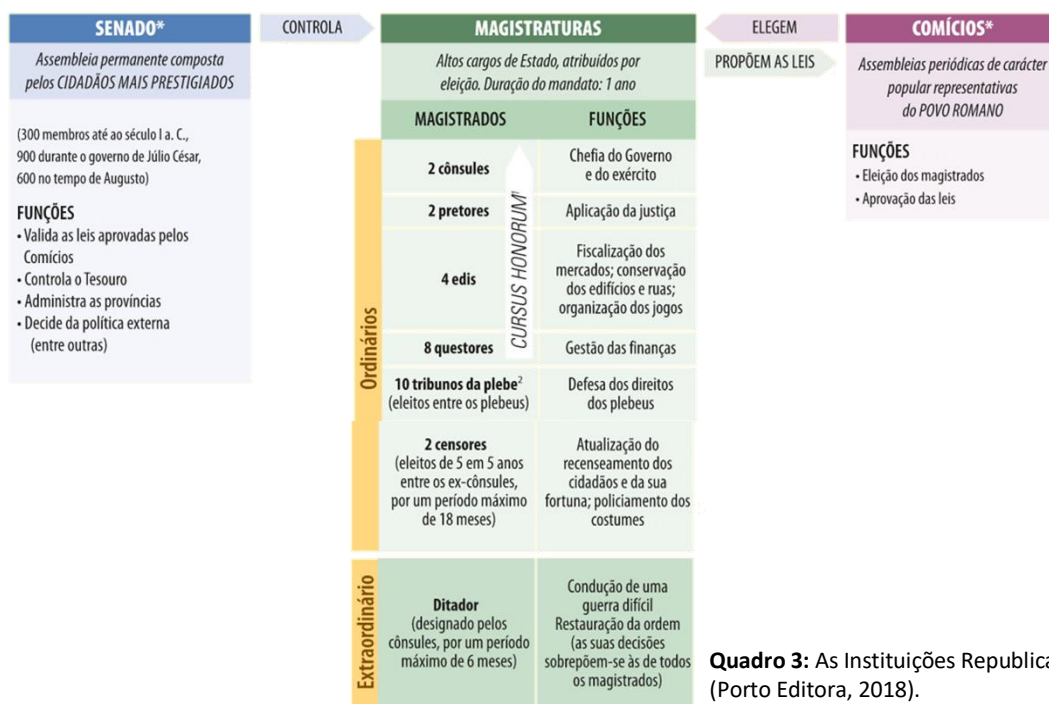 SENADO*
Assembleia permanente composta
pelos CIDADÃOS MAIS PRESTIGIADOS
(300 membros até ao século I a. C.,
900 durante o governo de Júlio César,
600 no tempo de Augusto)
FUNÇÕES
• Valida as leis aprovadas pelos
Comícios
• Controla o Tesouro
• Administra as províncias
• Decide da política externa
(entre outras)
CONTROLA
MAGISTRATURAS
Altos cargos de Estado, atribuídos por
eleição. Duração do mandato: 1 ano
MAGISTRADOS
FUNÇÕES
Ordinários
CURSUS HONORUM¹
2 cônsules
Chefia do Governo
e do exército
2 pretores
Aplicação da justiça
4 edis
Fiscalização dos
mercados; conservação
dos edifícios e ruas;
organização dos jogos
8 questores
Gestão das finanças
10 tribunos da plebe²
(eleitos entre os plebeus)
Defesa dos direitos
dos plebeus
2 censores
(eleitos de 5 em 5 anos
entre os ex-cônsules,
por um período máximo
de 18 meses)
Atualização do
recenseamento dos
cidadãos e da sua
fortuna; policiamento dos
costumes
Extraordinário
Ditador
(designado pelos
cônsules, por um período
máximo de 6 meses)
Condução de uma
guerra difícil
Restauração da ordem
(as suas decisões
sobrepõem-se às de todos
os magistrados)
ELEGEM
PROPÕEM AS LEIS
COMÍCIOS*
Assembleias periódicas de carácter
popular representativas
do POVO ROMANO
FUNÇÕES
• Eleição dos magistrados
• Aprovação das leis
Quadro 3: As Instituições Republica
(Porto Editora, 2018).